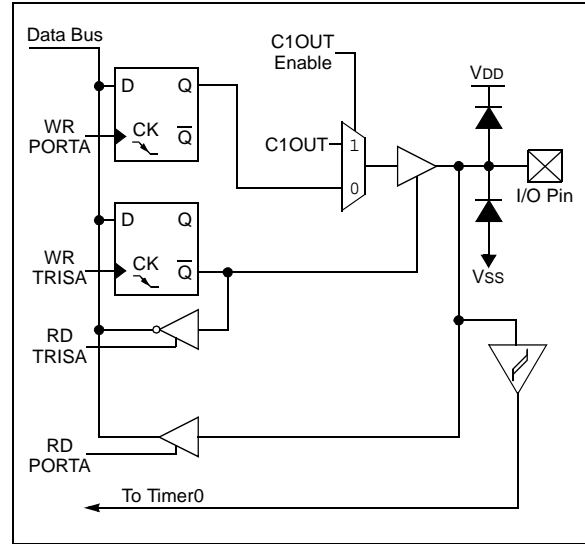 Data Bus
C1OUT
Enable
VDD
D Q
WR
PORTA
CK
Q
C1OUT
1
0
I/O Pin
D Q
WR
TRISA
CK
Q
VSS
RD
TRISA
RD
PORTA
To Timer0